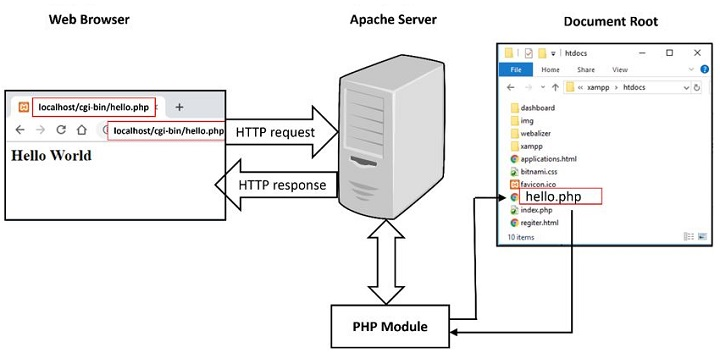 Web Browser
Apache Server
Document Root
localhost/cgi-bin/hello.php
localhost/cgi-bin/hello.php
Hello World
HTTP request
HTTP response
PHP Module
htdocs
File Home Share View
« xampp › htdocs
dashboard
img
webalizer
xampp
applications.html
bitnami.css
favicon.ico
hello.php
index.php
regiter.html
10 items